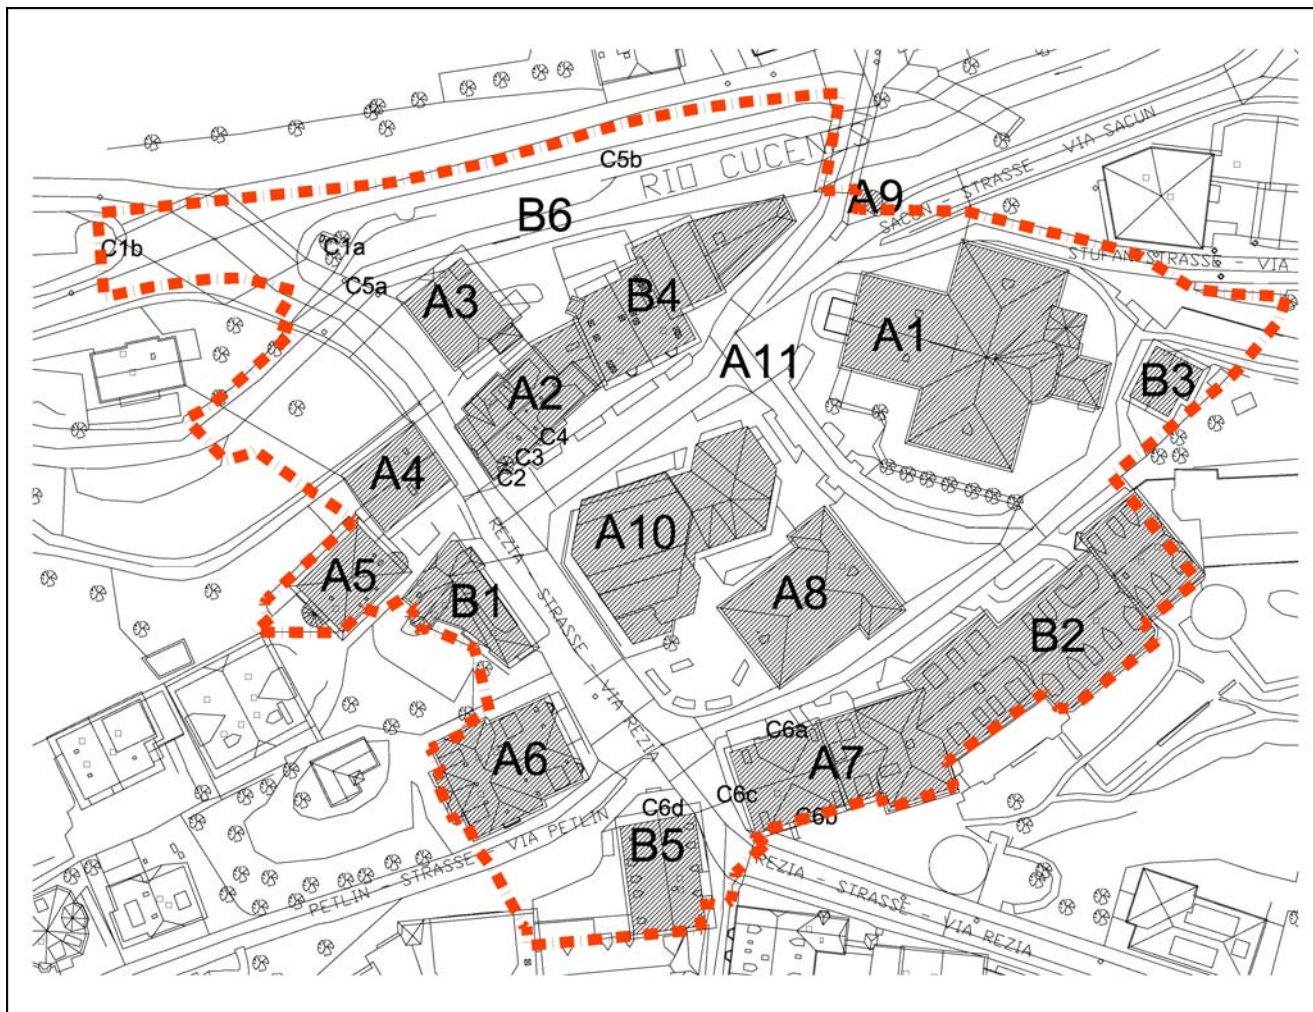 C5b
RIO CUCEN
SACUN - STRASSE - VIA SACUN
A9
B6
C1b
C1a
C5a
STUFAN STRASSE - VIA
A3
B4
A1
A11
B3
A2
C4
C3
C2
A4
REZIA STRASSE - VIA REZIA
A10
A5
B1
A8
B2
C6a
A6
A7
C6c
C6d
C6b
PETLIN - STRASSE - VIA PETLIN
B5
REZIA - STRASSE - VIA REZIA